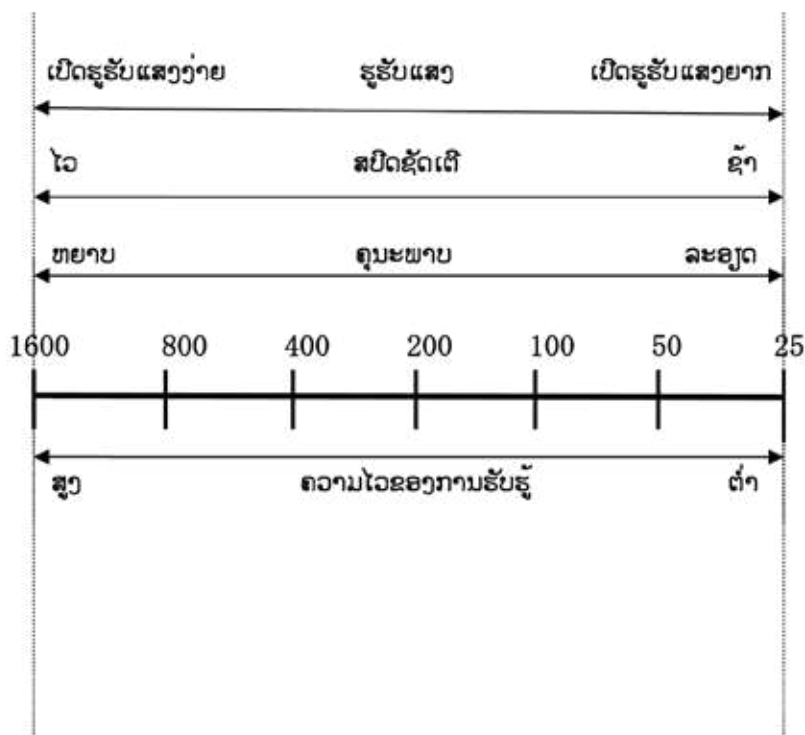 ເປີດຮູຮັບແສງງ່າຍ ຮູຮັບແສງ ເປີດຮູຮັບແສງຍາກ
ໄວ ສປີດຊັດເຕີ ຊ້າ
ຫຍາບ ຄຸນະພາບ ລະອຽດ
1600 800 400 200 100 50 25
ສູງ ຄວາມໄວຂອງການຮັບຮູ້ ຕ່ຳ